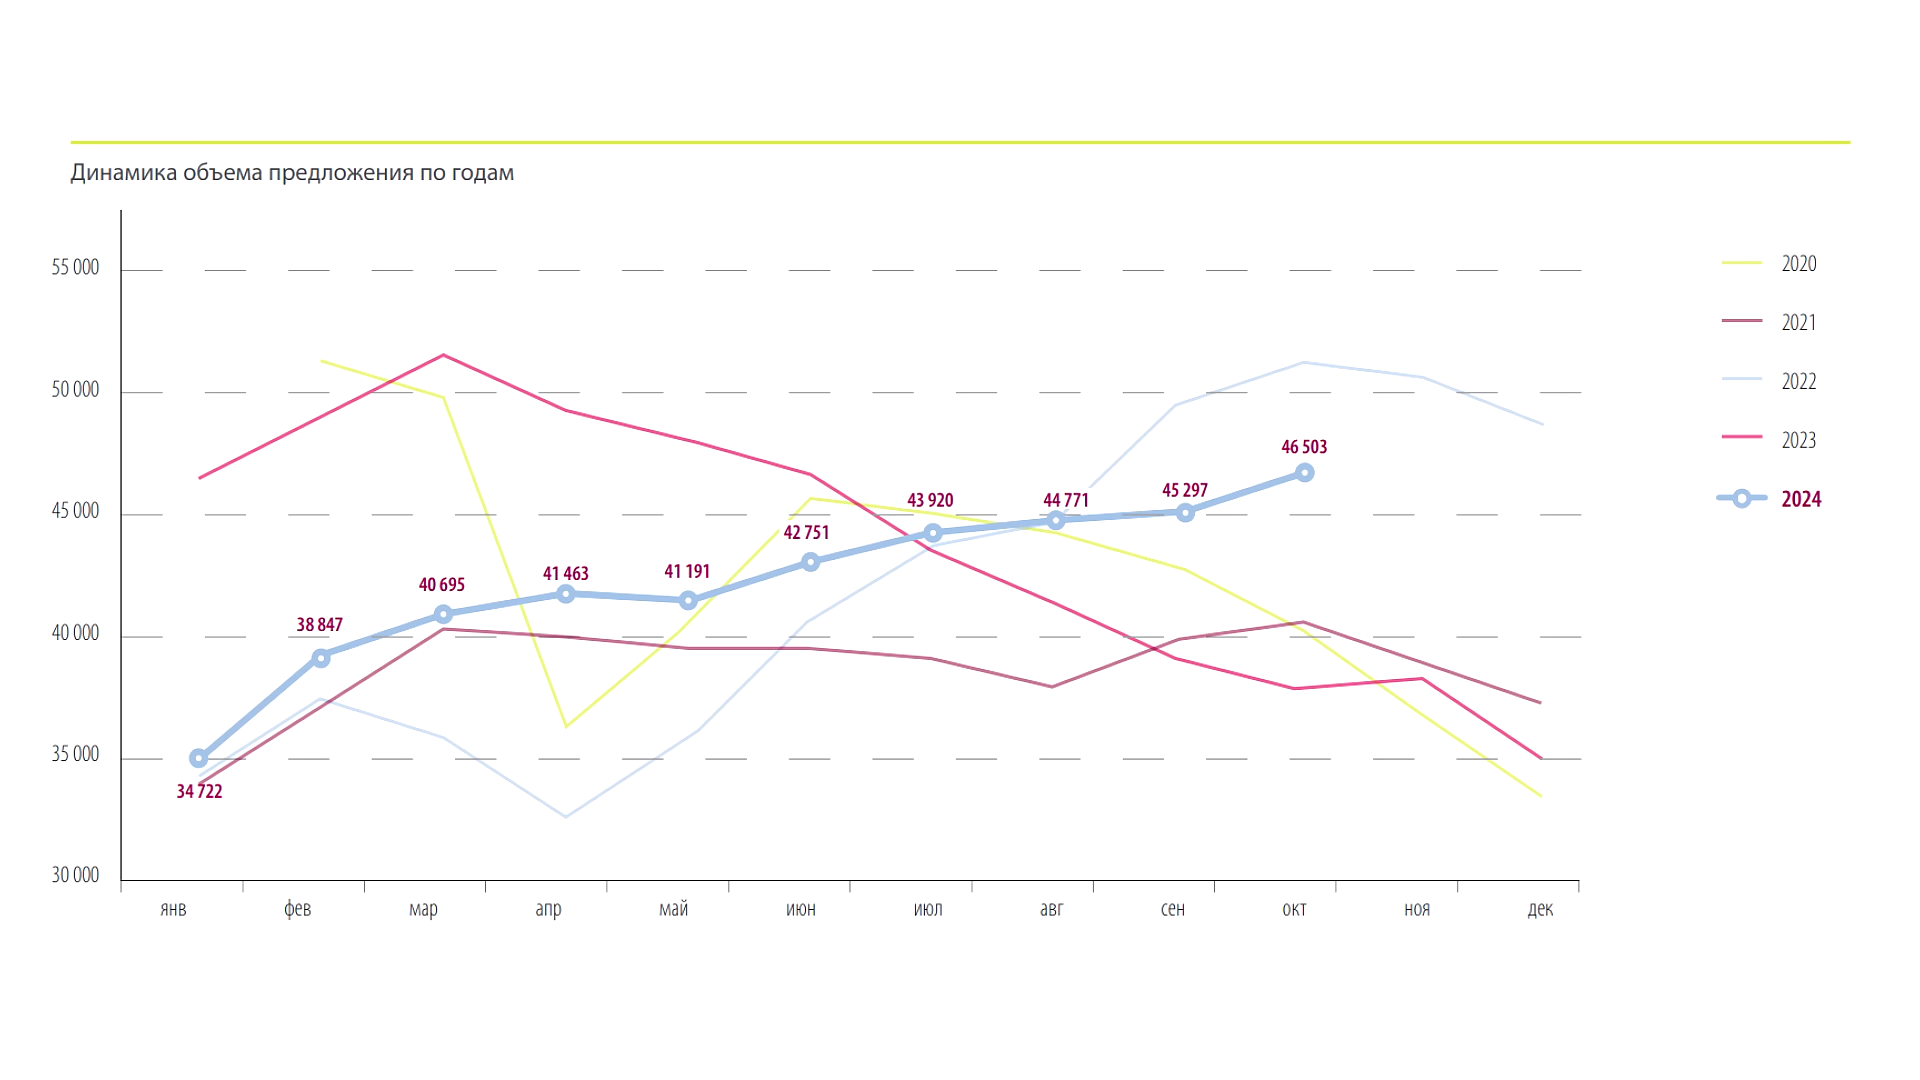 Динамика объема предложения по годам
55 000
50 000
45 000
40 000
35 000
30 000
34 722
38 847
40 695
41 463
41 191
42 751
43 920
44 771
45 297
46 503
янв
фев
мар
апр
май
июн
июл
авг
сен
окт
ноя
дек
2020
2021
2022
2023
2024